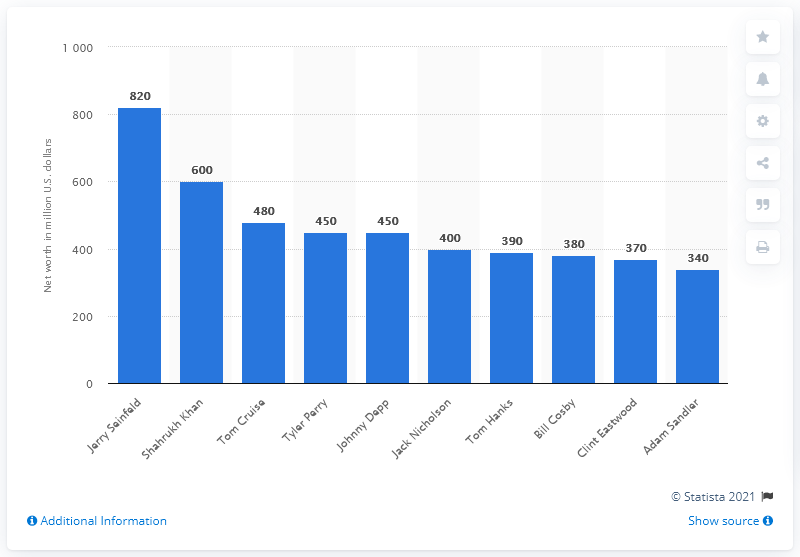 Net worth in million U.S. dollars
1 000
800
600
400
200
0
820
600
480
450
450
400
390
380
370
340
Jerry Seinfeld
Shahrukh Khan
Tom Cruise
Tyler Perry
Johnny Depp
Jack Nicholson
Tom Hanks
Bill Cosby
Clint Eastwood
Adam Sandler
© Statista 2021
Additional Information
Show source